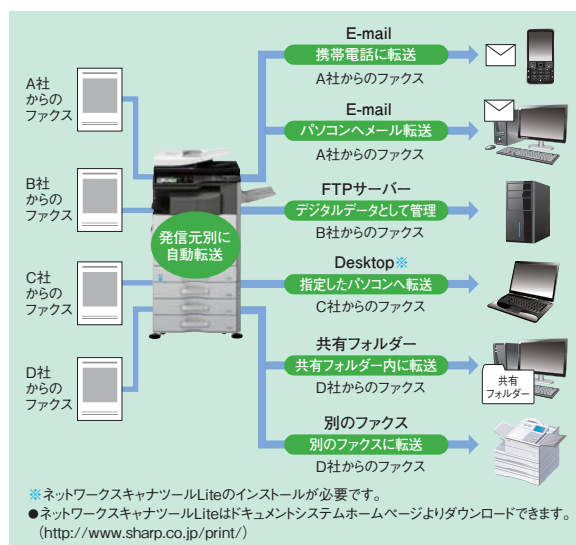 A社
からの
ファクス
B社
からの
ファクス
C社
からの
ファクス
D社
からの
ファクス
発信元別に
自動転送
E-mail
携帯電話に転送
A社からのファクス
E-mail
パソコンへメール転送
A社からのファクス
FTPサーバー
デジタルデータとして管理
B社からのファクス
Desktop※
指定したパソコンへ転送
C社からのファクス
共有フォルダー
共有フォルダー内に転送
D社からのファクス
共有
フォルダー
別のファクス
別のファクスに転送
D社からのファクス
※ネットワークスキャナツールLiteのインストールが必要です。
●ネットワークスキャナツールLiteはドキュメントシステムホームページよりダウンロードできます。
(http://www.sharp.co.jp/print/)